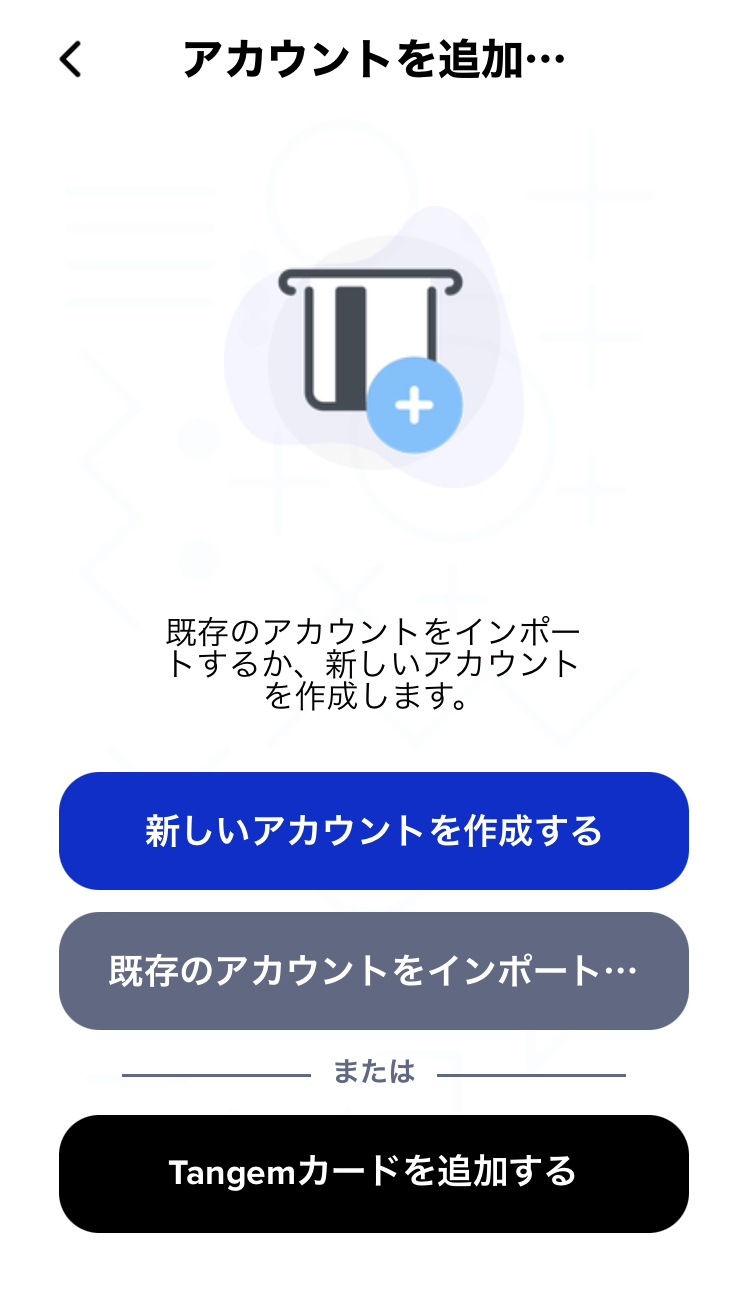 アカウントを追加…
既存のアカウントをインポー
トするか、新しいアカウント
を作成します。
新しいアカウントを作成する
既存のアカウントをインポート…
または
Tangemカードを追加する